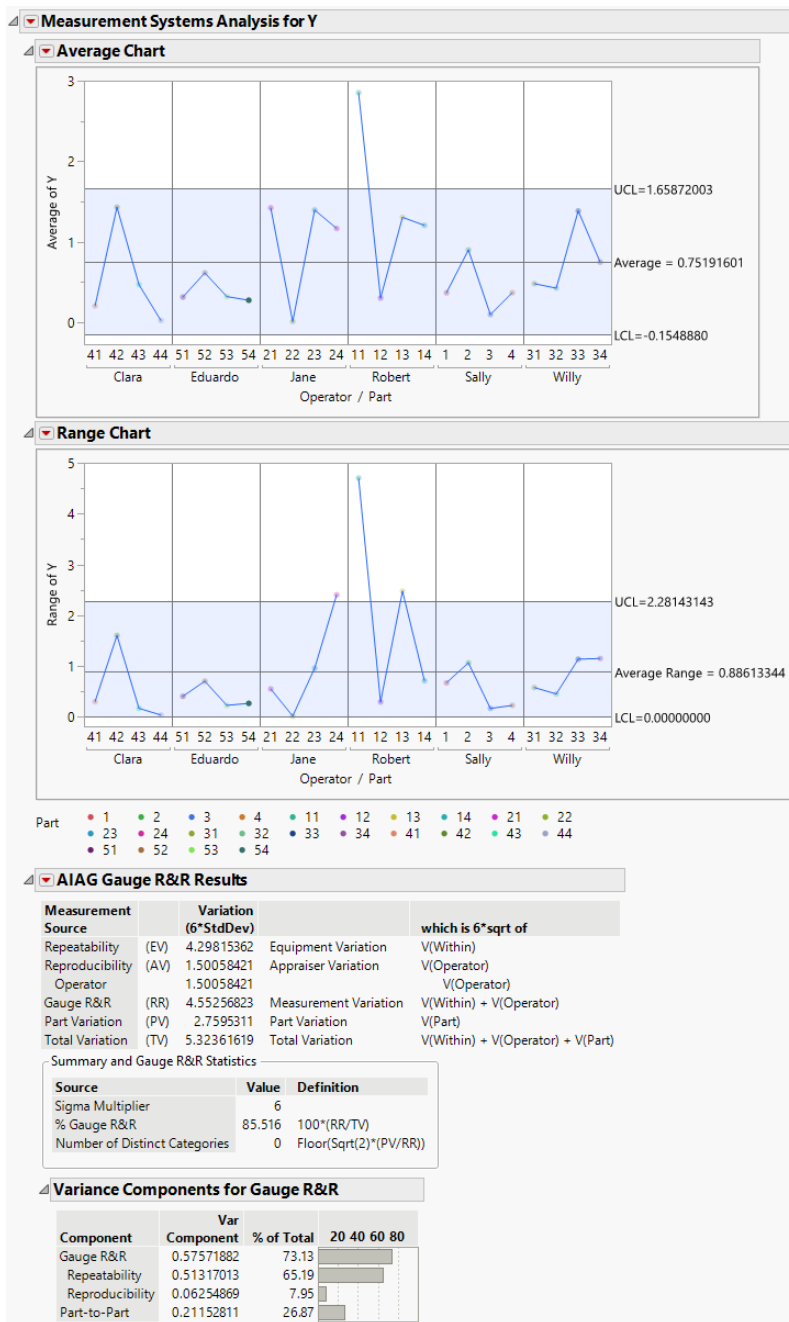 Measurement Systems Analysis for Y
Average Chart
3
2
1
0
Average of Y
UCL=1.65872003
Average = 0.75191601
LCL=-0.1548880
41 42 43 44 51 52 53 54 21 22 23 24 11 12 13 14 1 2 3 4 31 32 33 34
Clara Eduardo Jane Robert Sally Willy
Operator / Part
Range Chart
5
4
3
2
1
0
Range of Y
UCL=2.28143143
Average Range = 0.88613344
LCL=0.00000000
41 42 43 44 51 52 53 54 21 22 23 24 11 12 13 14 1 2 3 4 31 32 33 34
Clara Eduardo Jane Robert Sally Willy
Operator / Part
Part 1 2 3 4 11 12 13 14 21 22
23 24 31 32 33 34 41 42 43 44
51 52 53 54
AIAG Gauge R&R Results
Measurement Source Variation (6*StdDev) which is 6*sqrt of
Repeatability (EV) 4.29815362 Equipment Variation V(Within)
Reproducibility (AV) 1.50058421 Appraiser Variation V(Operator)
Operator 1.50058421 V(Operator)
Gauge R&R (RR) 4.55256823 Measurement Variation V(Within) + V(Operator)
Part Variation (PV) 2.7595311 Part Variation V(Part)
Total Variation (TV) 5.32361619 Total Variation V(Within) + V(Operator) + V(Part)
Summary and Gauge R&R Statistics
Source Value Definition
Sigma Multiplier 6
% Gauge R&R 85.516 100*(RR/TV)
Number of Distinct Categories 0 Floor(Sqrt(2)*(PV/RR))
Variance Components for Gauge R&R
Component Var Component % of Total 20 40 60 80
Gauge R&R 0.57571882 73.13
Repeatability 0.51317013 65.19
Reproducibility 0.06254869 7.95
Part-to-Part 0.21152811 26.87